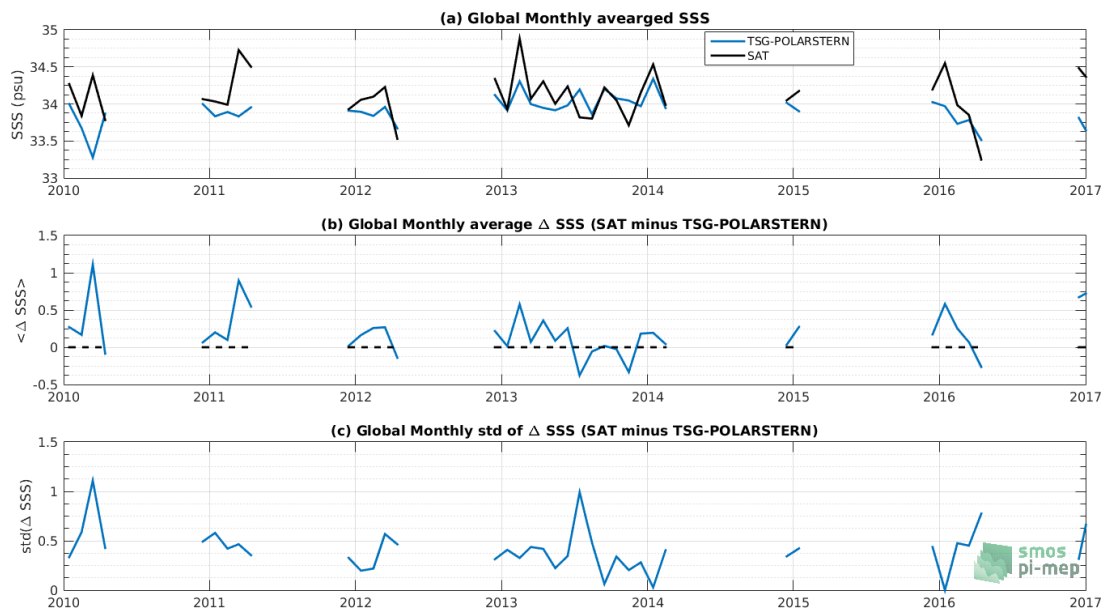 (a) Global Monthly avearged SSS
TSG-POLARSTERN
SAT
SSS (psu)
35
34.5
34
33.5
33
2010 2011 2012 2013 2014 2015 2016 2017
(b) Global Monthly average Δ SSS (SAT minus TSG-POLARSTERN)
<Δ SSS>
1.5
1
0.5
0
-0.5
2010 2011 2012 2013 2014 2015 2016 2017
(c) Global Monthly std of Δ SSS (SAT minus TSG-POLARSTERN)
std(Δ SSS)
1.5
1
0.5
0
2010 2011 2012 2013 2014 2015 2016 2017
smos
pi-mep